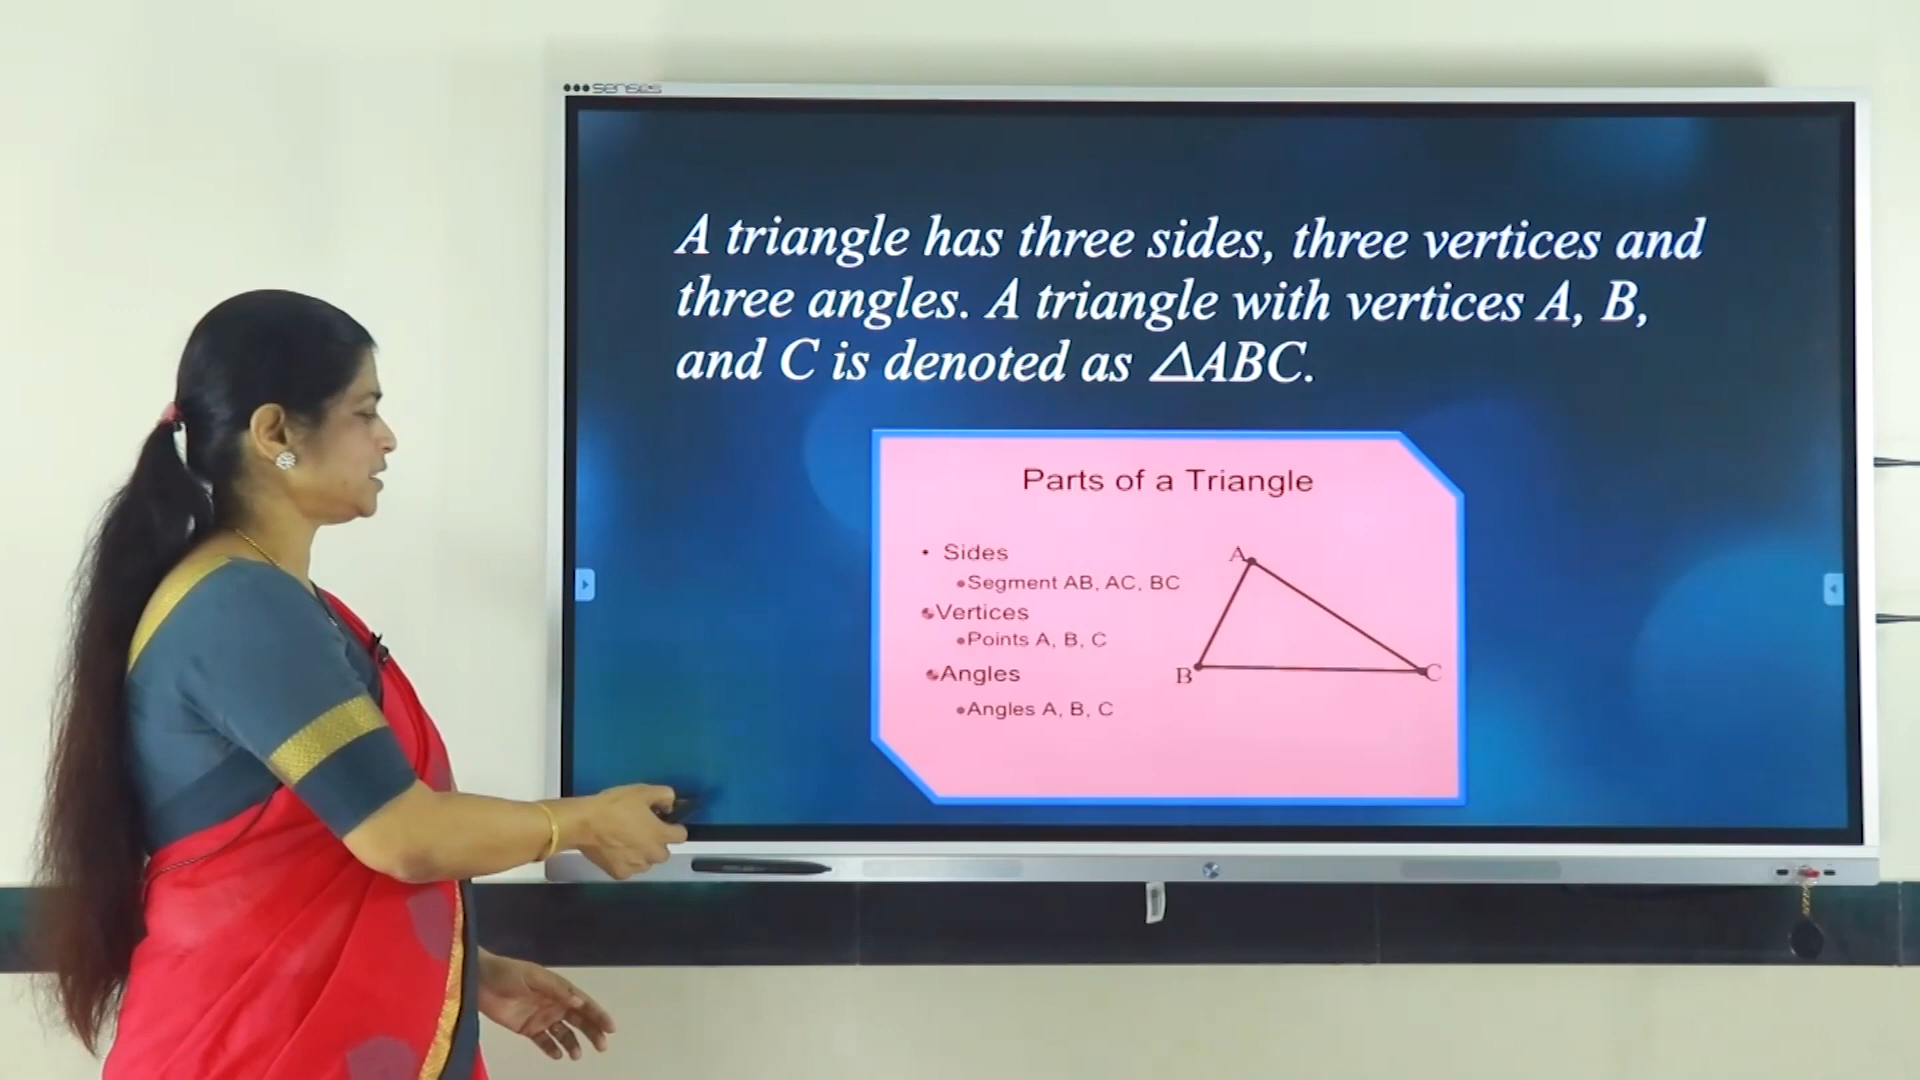 senses
A triangle has three sides, three vertices and
three angles. A triangle with vertices A, B,
and C is denoted as △ABC.
Parts of a Triangle
• Sides
•Segment AB, AC, BC
•Vertices
•Points A, B, C
•Angles
•Angles A, B, C
A
B
C